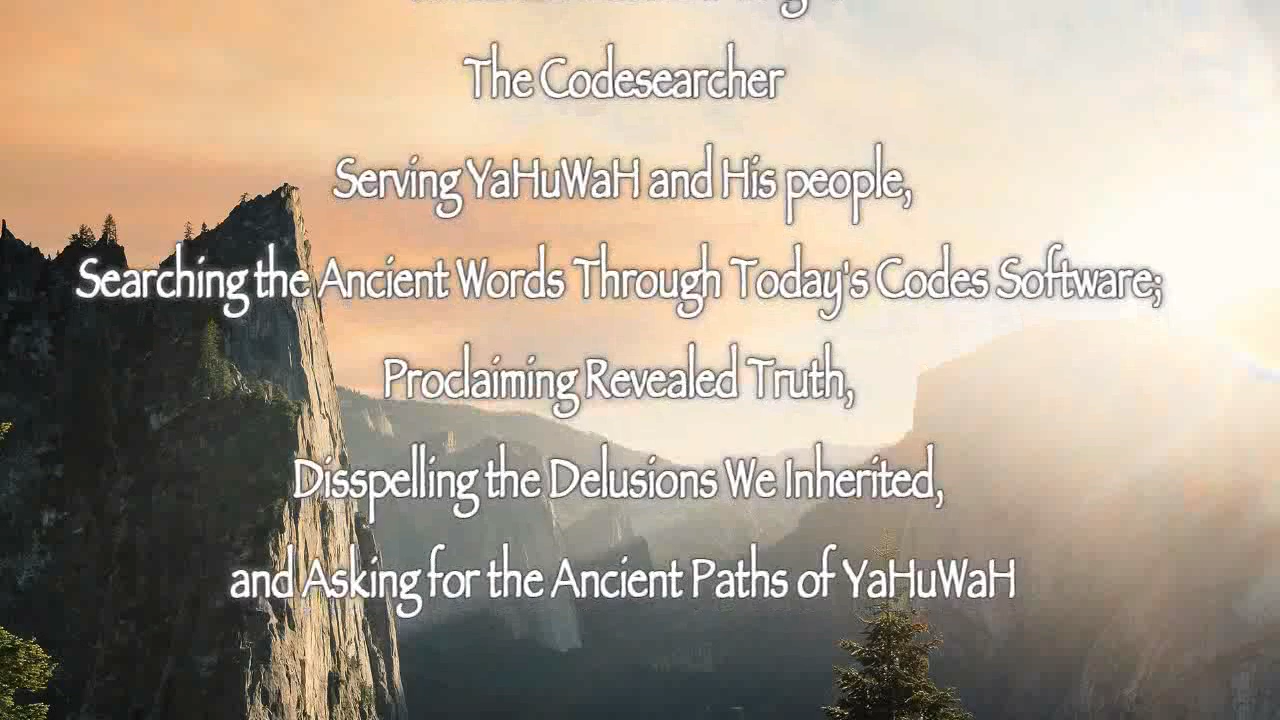 The Codesearcher
Serving YaHuWaH and His people,
Searching the Ancient Words Through Today's Codes Software;
Proclaiming Revealed Truth,
Disspelling the Delusions We Inherited,
and Asking for the Ancient Paths of YaHuWaH